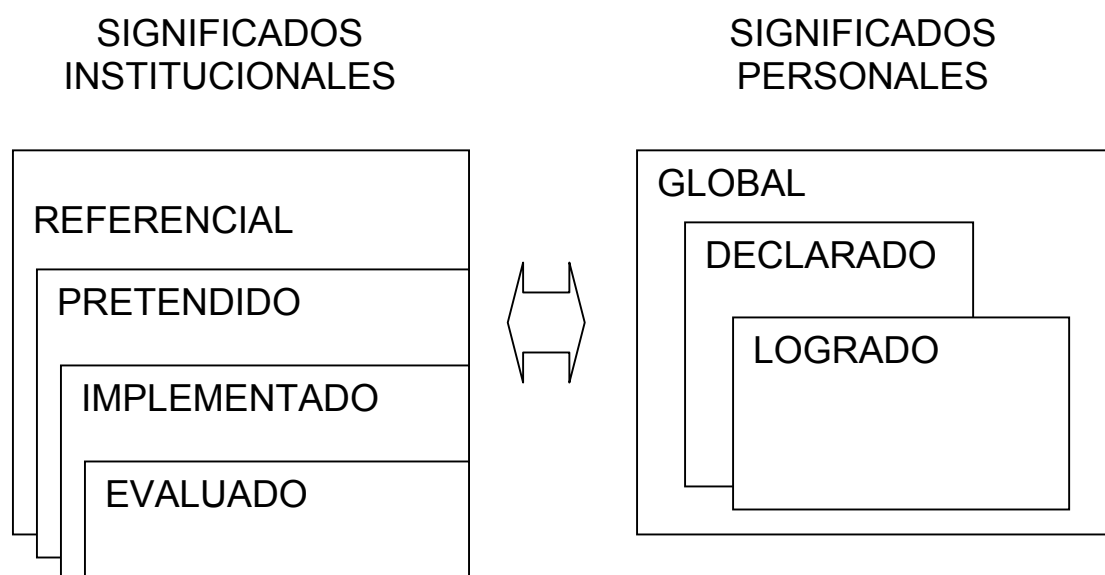 SIGNIFICADOS
INSTITUCIONALES
SIGNIFICADOS
PERSONALES
REFERENCIAL
PRETENDIDO
IMPLEMENTADO
EVALUADO
GLOBAL
DECLARADO
LOGRADO